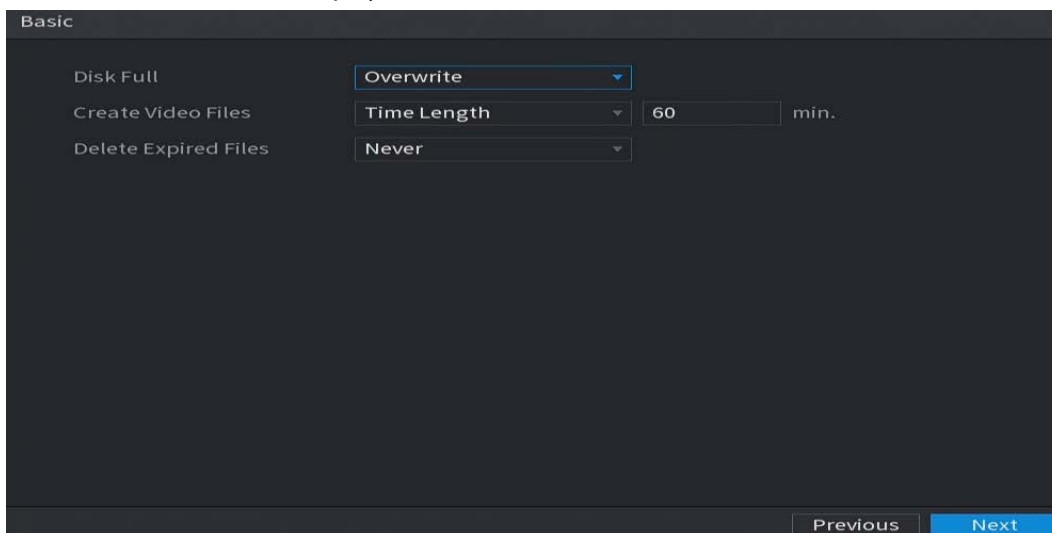 Basic
Disk Full Overwrite
Create Video Files Time Length 60 min.
Delete Expired Files Never
Previous Next